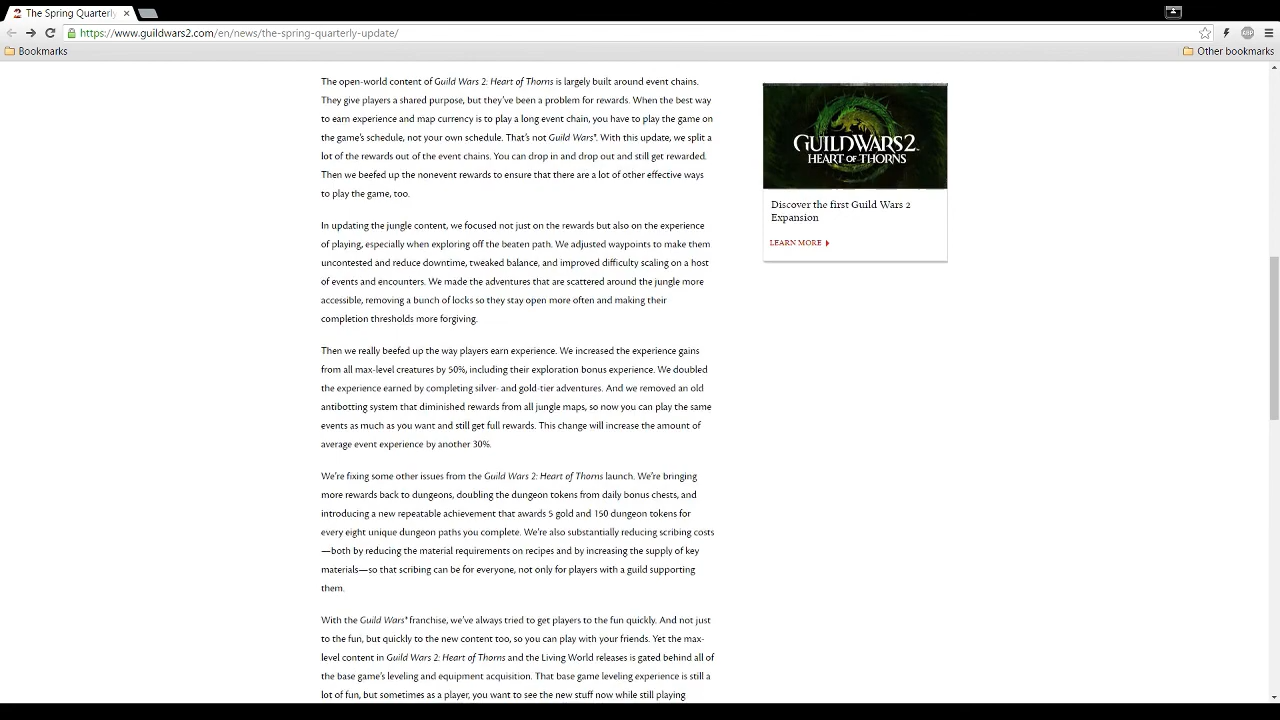 The Spring Quarterly
https://www.guildwars2.com/en/news/the-spring-quarterly-update/
ABP
Bookmarks
Other bookmarks
The open-world content of Guild Wars 2: Heart of Thorns is largely built around event chains.
They give players a shared purpose, but they've been a problem for rewards. When the best way
to earn experience and map currency is to play a long event chain, you have to play the game on
the game's schedule, not your own schedule. That's not Guild Wars®. With this update, we split a
lot of the rewards out of the event chains. You can drop in and drop out and still get rewarded.
Then we beefed up the nonevent rewards to ensure that there are a lot of other effective ways
to play the game, too.
In updating the jungle content, we focused not just on the rewards but also on the experience
of playing, especially when exploring off the beaten path. We adjusted waypoints to make them
uncontested and reduce downtime, tweaked balance, and improved difficulty scaling on a host
of events and encounters. We made the adventures that are scattered around the jungle more
accessible, removing a bunch of locks so they stay open more often and making their
completion thresholds more forgiving.
Then we really beefed up the way players earn experience. We increased the experience gains
from all max-level creatures by 50%, including their exploration bonus experience. We doubled
the experience earned by completing silver- and gold-tier adventures. And we removed an old
antibotting system that diminished rewards from all jungle maps, so now you can play the same
events as much as you want and still get full rewards. This change will increase the amount of
average event experience by another 30%.
We're fixing some other issues from the Guild Wars 2: Heart of Thorns launch. We're bringing
more rewards back to dungeons, doubling the dungeon tokens from daily bonus chests, and
introducing a new repeatable achievement that awards 5 gold and 150 dungeon tokens for
every eight unique dungeon paths you complete. We're also substantially reducing scribing costs
—both by reducing the material requirements on recipes and by increasing the supply of key
materials—so that scribing can be for everyone, not only for players with a guild supporting
them.
With the Guild Wars® franchise, we've always tried to get players to the fun quickly. And not just
to the fun, but quickly to the new content too, so you can play with your friends. Yet the max-
level content in Guild Wars 2: Heart of Thorns and the Living World releases is gated behind all of
the base game's leveling and equipment acquisition. That base game leveling experience is still a
lot of fun, but sometimes as a player, you want to see the new stuff now while still playing
GUILD WARS 2
HEART OF THORNS
Discover the first Guild Wars 2
Expansion
LEARN MORE